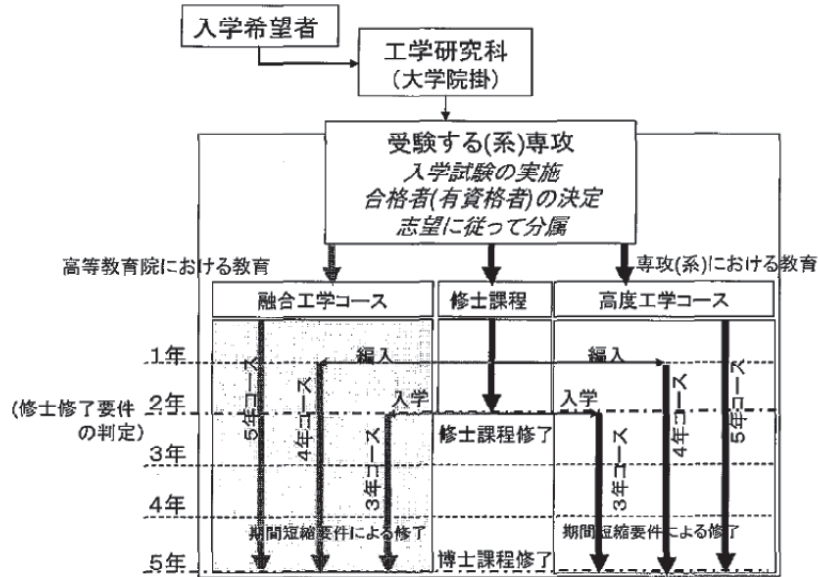 入学希望者
工学研究科
(大学院掛)
受験する(系)専攻
入学試験の実施
合格者(有資格者)の決定
志望に従って分属
高等教育院における教育
専攻(系)における教育
融合工学コース
修士課程
高度工学コース
1年
編入
編入
5年コース
4年コース
4年コース
5年コース
(修士修了要件
の判定)
2年
入学
入学
修士課程修了
3年コース
3年コース
3年
4年
期間短縮要件による修了
期間短縮要件による修了
5年
博士課程修了